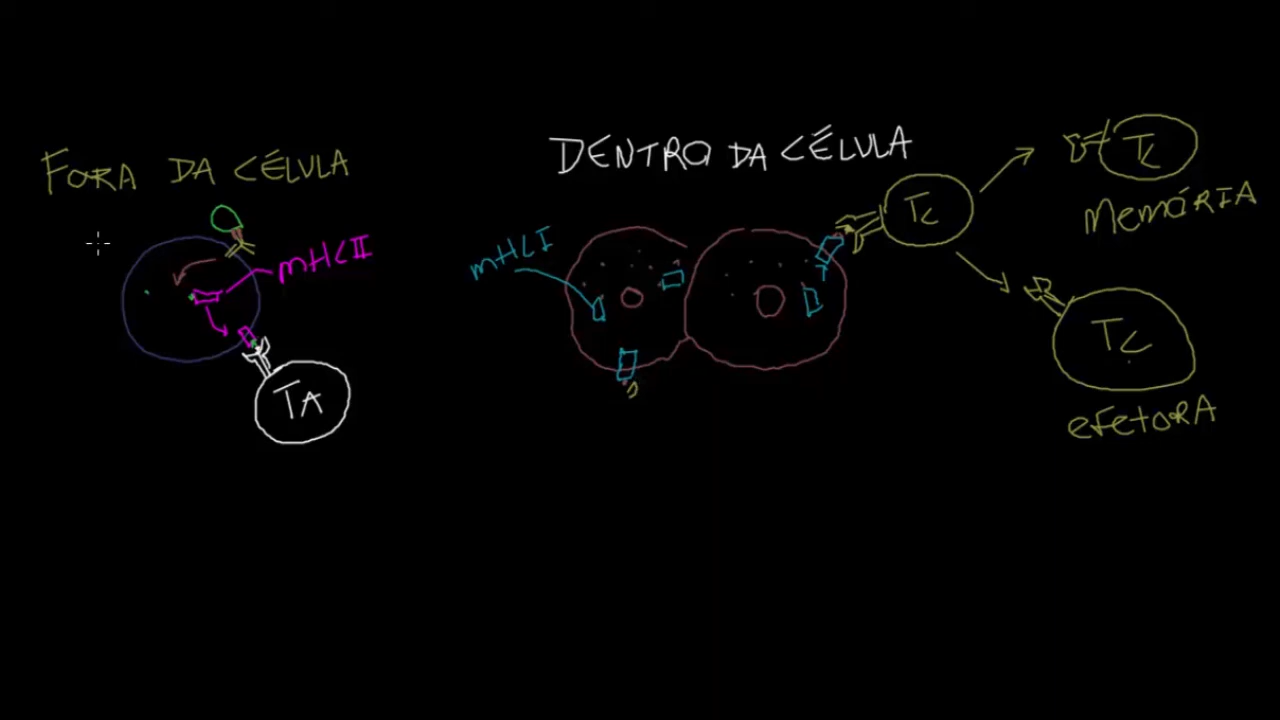 FORA DA CÉLULA
mHCII
TA
DENTRO DA CÉLULA
mHCI
Tc
Tc
Memória
Tc
efetora